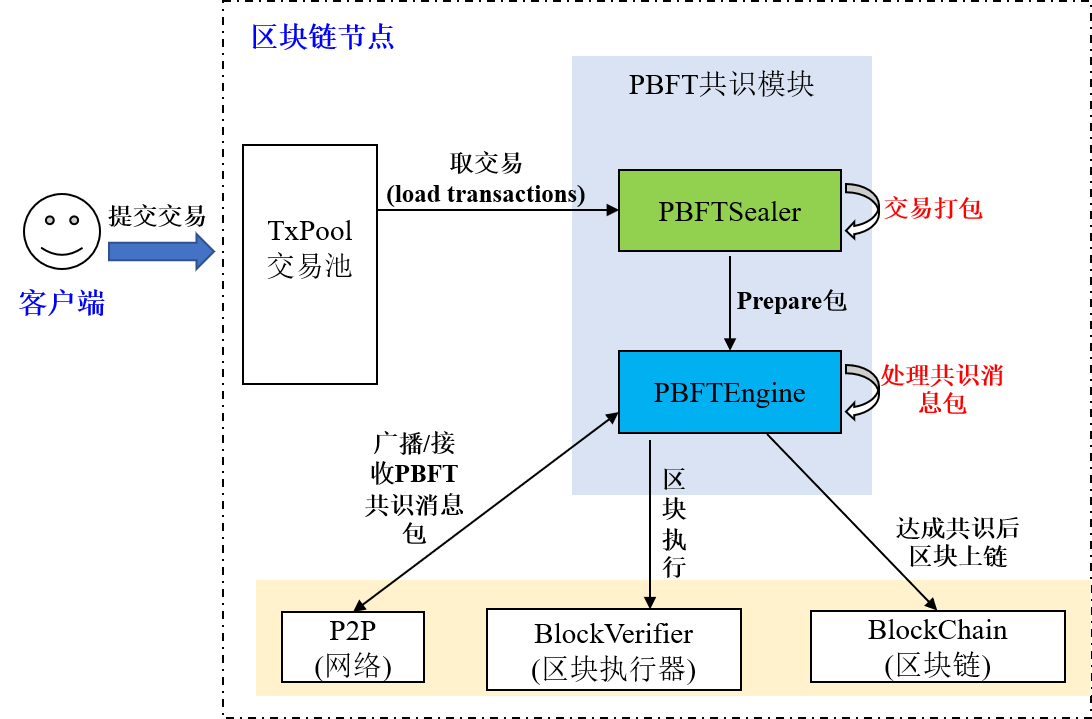 区块链节点
PBFT共识模块
取交易
(load transactions)
提交交易
客户端
TxPool
交易池
PBFTSealer
交易打包
Prepare包
PBFTEngine
处理共识消
息包
广播/接
收PBFT
共识消息
包
区
块
执
行
达成共识后
区块上链
P2P
(网络)
BlockVerifier
(区块执行器)
BlockChain
(区块链)